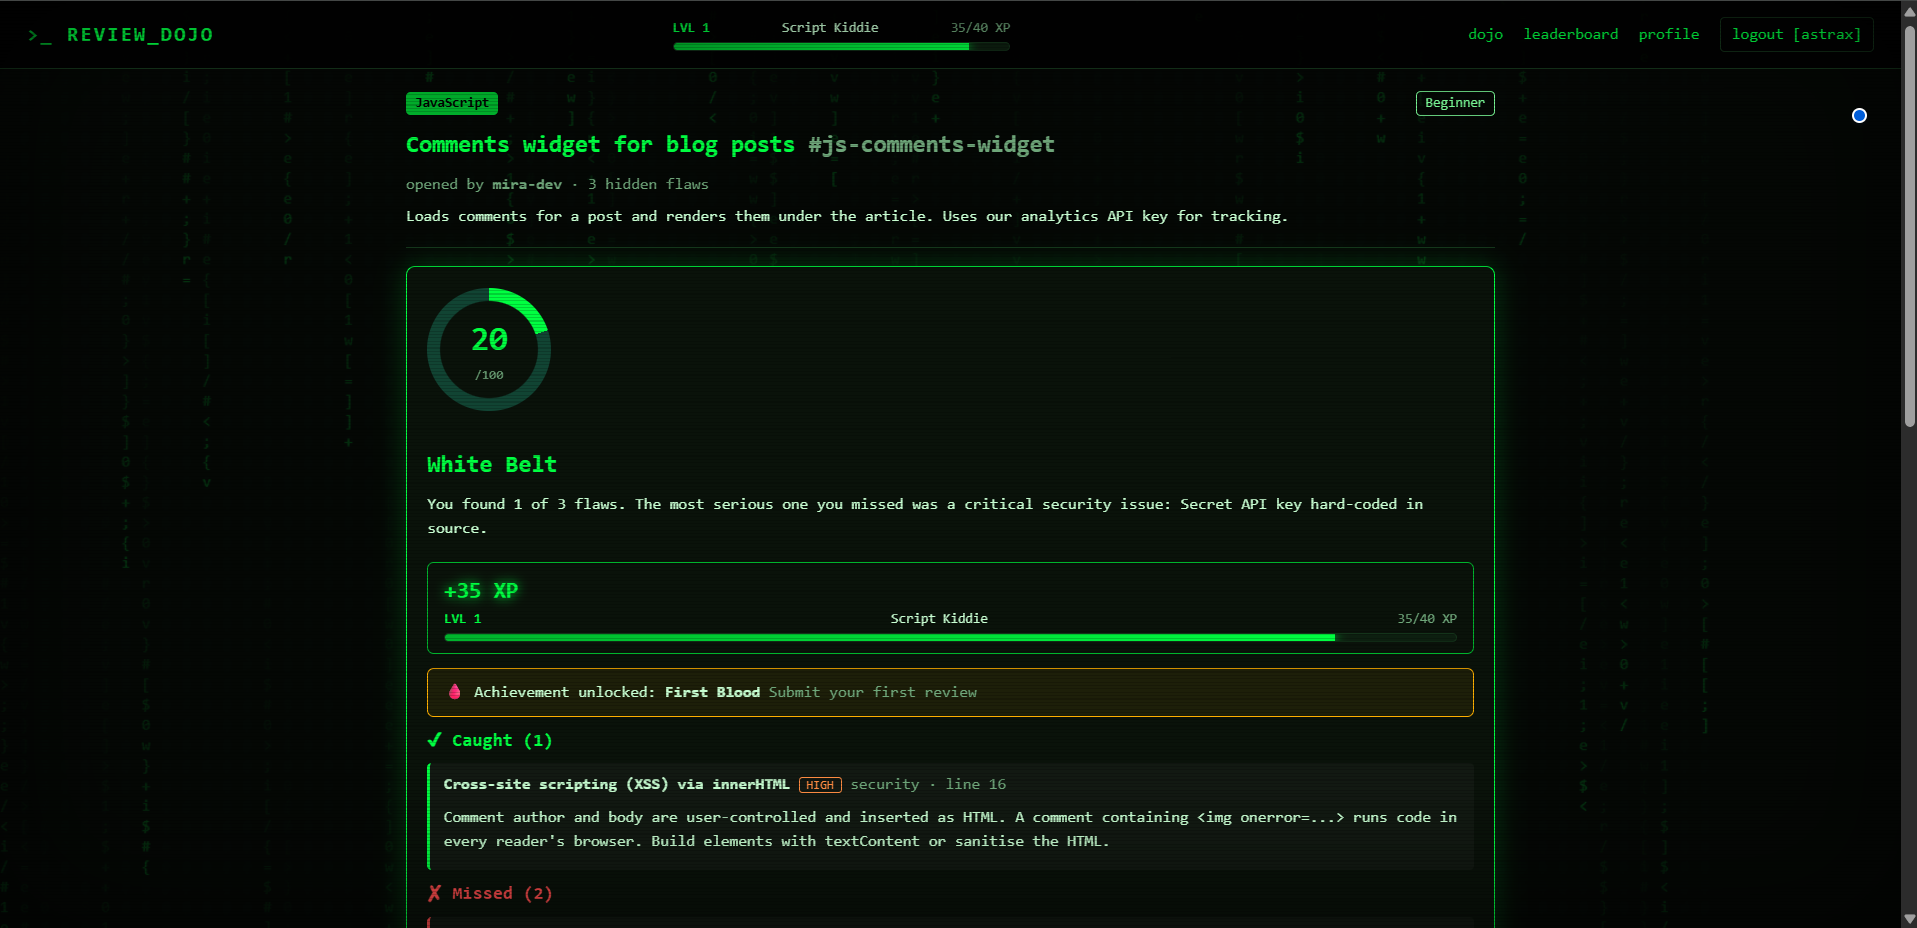 >_ REVIEW_DOJO
LVL 1 Script Kiddie 35/40 XP
dojo leaderboard profile logout [astrax]
JavaScript
Beginner
Comments widget for blog posts #js-comments-widget
opened by mira-dev · 3 hidden flaws
Loads comments for a post and renders them under the article. Uses our analytics API key for tracking.
20
/100
White Belt
You found 1 of 3 flaws. The most serious one you missed was a critical security issue: Secret API key hard-coded in
source.
+35 XP
LVL 1 Script Kiddie 35/40 XP
Achievement unlocked: First Blood Submit your first review
✓ Caught (1)
Cross-site scripting (XSS) via innerHTML HIGH security · line 16
Comment author and body are user-controlled and inserted as HTML. A comment containing <img onerror=...> runs code in
every reader's browser. Build elements with textContent or sanitise the HTML.
✗ Missed (2)